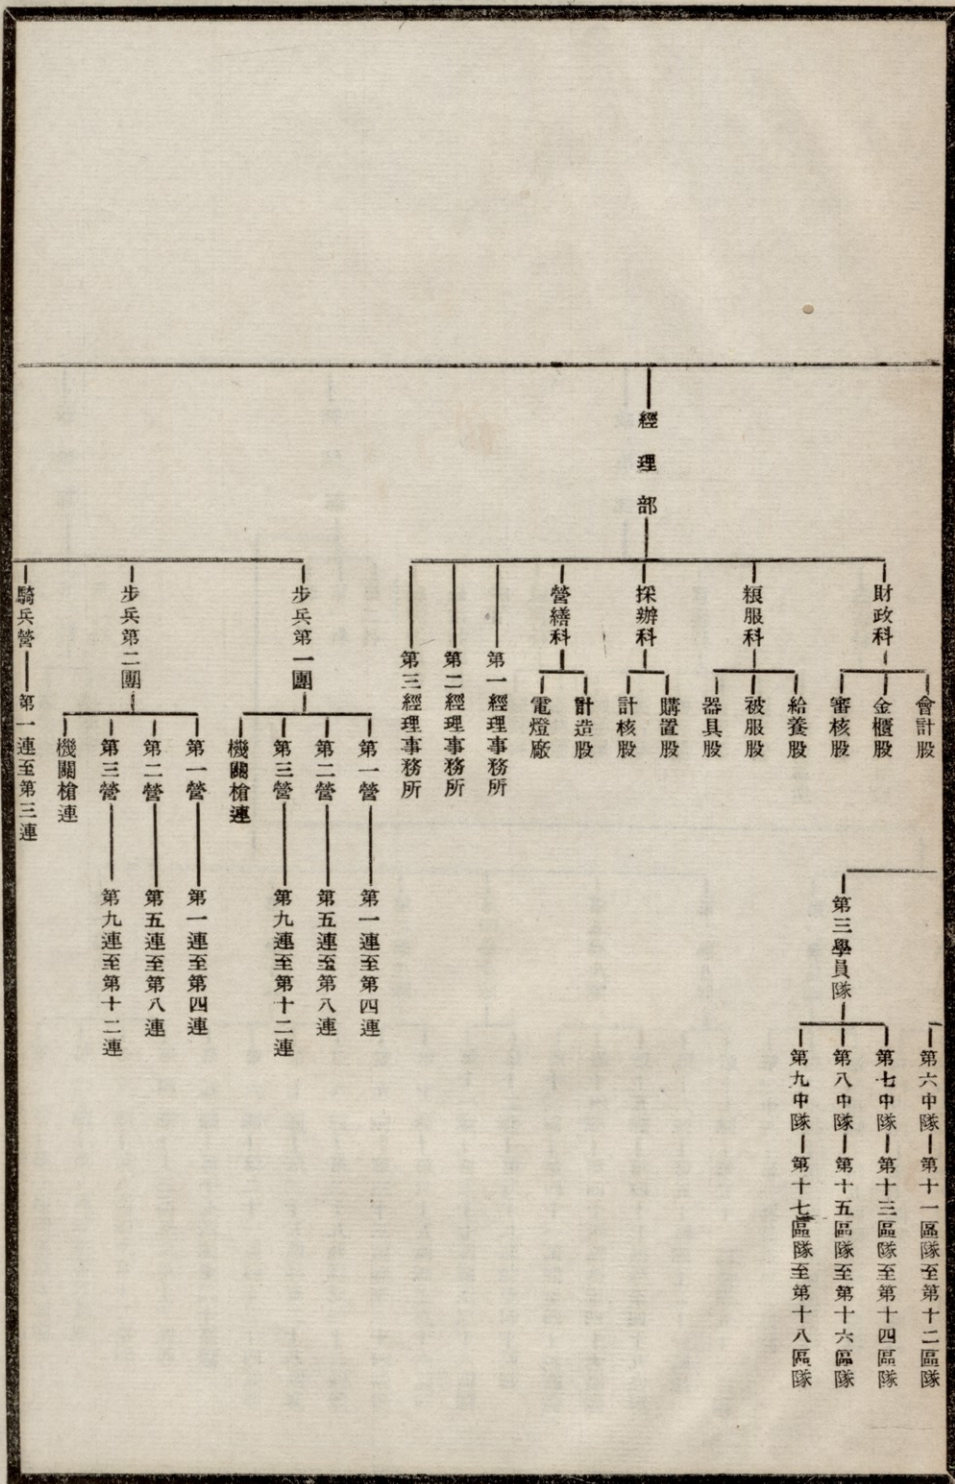 經理部
財政科
會計股
金櫃股
審核股
糧服科
給養股
被服股
器具股
採辦科
購置股
計核股
營繕科
計造股
電燈廠
第一經理事務所
第二經理事務所
第三經理事務所
第三學員隊
第六中隊
第十一區隊至第十二區隊
第七中隊
第十三區隊至第十四區隊
第八中隊
第十五區隊至第十六區隊
第九中隊
第十七區隊至第十八區隊
步兵第一團
第一營
第一連至第四連
第二營
第五連至第八連
第三營
第九連至第十二連
機關槍連
步兵第二團
第一營
第一連至第四連
第二營
第五連至第八連
第三營
第九連至第十二連
機關槍連
騎兵營
第一連至第三連